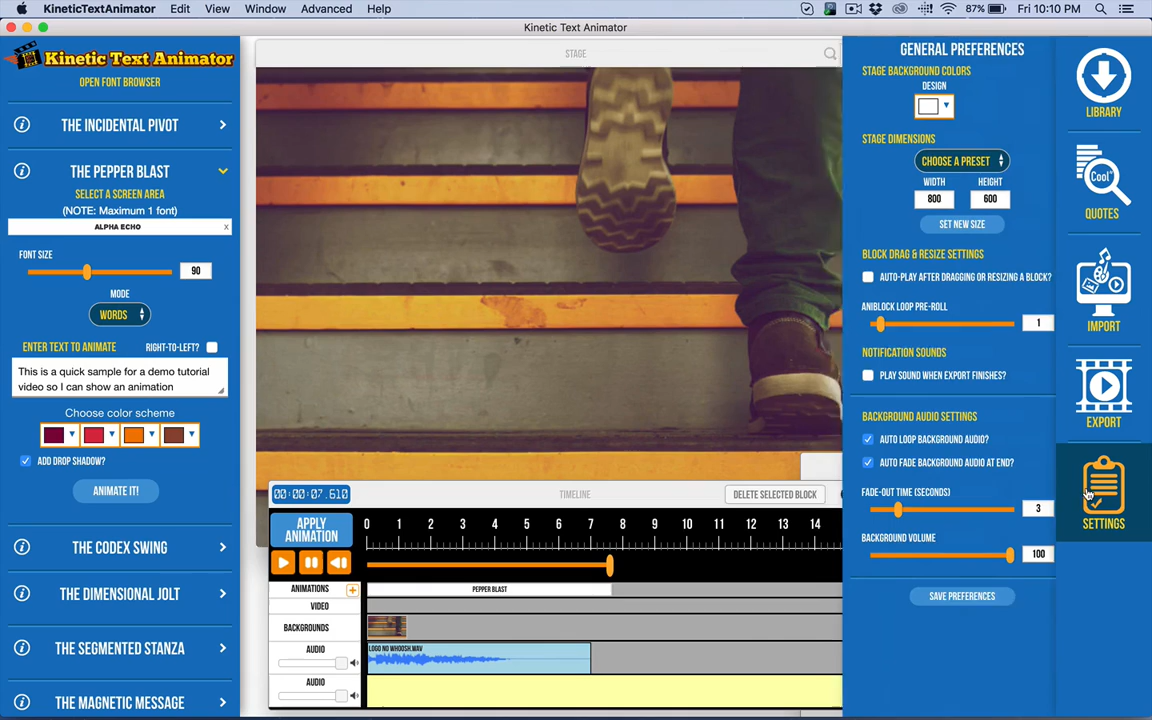 KineticTextAnimator Edit View Window Advanced Help 87% Fri 10:10 PM
Kinetic Text Animator
Kinetic Text Animator
OPEN FONT BROWSER
THE INCIDENTAL PIVOT
THE PEPPER BLAST
SELECT A SCREEN AREA
(NOTE: Maximum 1 font)
ALPHA ECHO x
FONT SIZE
90
MODE
WORDS
ENTER TEXT TO ANIMATE RIGHT-TO-LEFT?
This is a quick sample for a demo tutorial
video so I can show an animation
Choose color scheme
ADD DROP SHADOW?
ANIMATE IT!
THE CODEX SWING
THE DIMENSIONAL JOLT
THE SEGMENTED STANZA
THE MAGNETIC MESSAGE
STAGE
00:00:07.610 TIMELINE DELETE SELECTED BLOCK
APPLY
ANIMATION
0 1 2 3 4 5 6 7 8 9 10 11 12 13 14
ANIMATIONS + PEPPER BLAST
VIDEO
BACKGROUNDS
AUDIO LOGO NO WHOOSH.WAV
AUDIO
GENERAL PREFERENCES
STAGE BACKGROUND COLORS
DESIGN
STAGE DIMENSIONS
CHOOSE A PRESET
WIDTH HEIGHT
800 600
SET NEW SIZE
BLOCK DRAG & RESIZE SETTINGS
AUTO-PLAY AFTER DRAGGING OR RESIZING A BLOCK?
ANIBLOCK LOOP PRE-ROLL
1
NOTIFICATION SOUNDS
PLAY SOUND WHEN EXPORT FINISHES?
BACKGROUND AUDIO SETTINGS
AUTO LOOP BACKGROUND AUDIO?
AUTO FADE BACKGROUND AUDIO AT END?
FADE-OUT TIME (SECONDS)
3
BACKGROUND VOLUME
100
SAVE PREFERENCES
LIBRARY
Cool"
QUOTES
IMPORT
EXPORT
SETTINGS